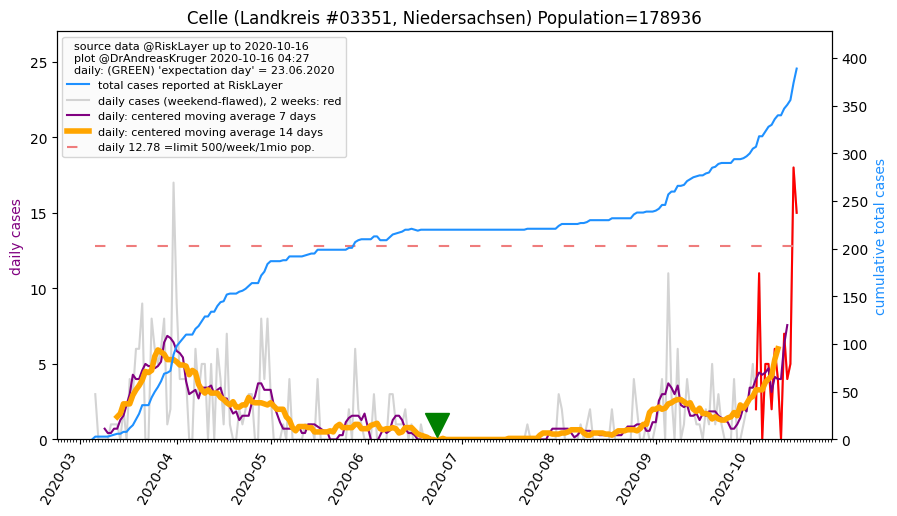 Celle (Landkreis #03351, Niedersachsen) Population=178936
source data @RiskLayer up to 2020-10-16
plot @DrAndreasKruger 2020-10-16 04:27
daily: (GREEN) 'expectation day' = 23.06.2020
total cases reported at RiskLayer
daily cases (weekend-flawed), 2 weeks: red
daily: centered moving average 7 days
daily: centered moving average 14 days
daily 12.78 =limit 500/week/1mio pop.
daily cases
25
20
15
10
5
0
cumulative total cases
400
350
300
250
200
150
100
50
0
2020-03
2020-04
2020-05
2020-06
2020-07
2020-08
2020-09
2020-10